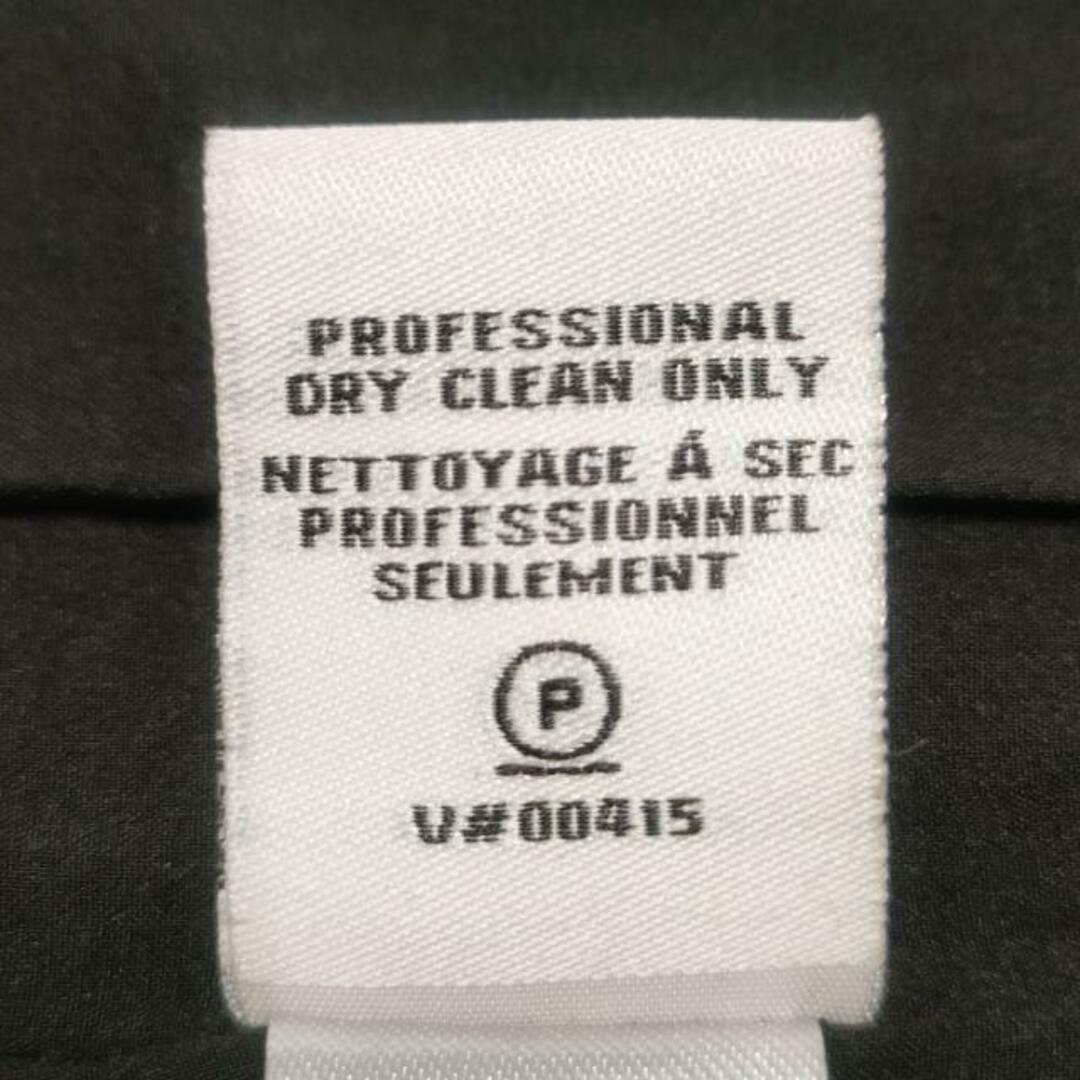 PROFESSIONAL
DRY CLEAN ONLY
NETTOYAGE Á SEC
PROFESSIONNEL
SEULEMENT
P
V#00415